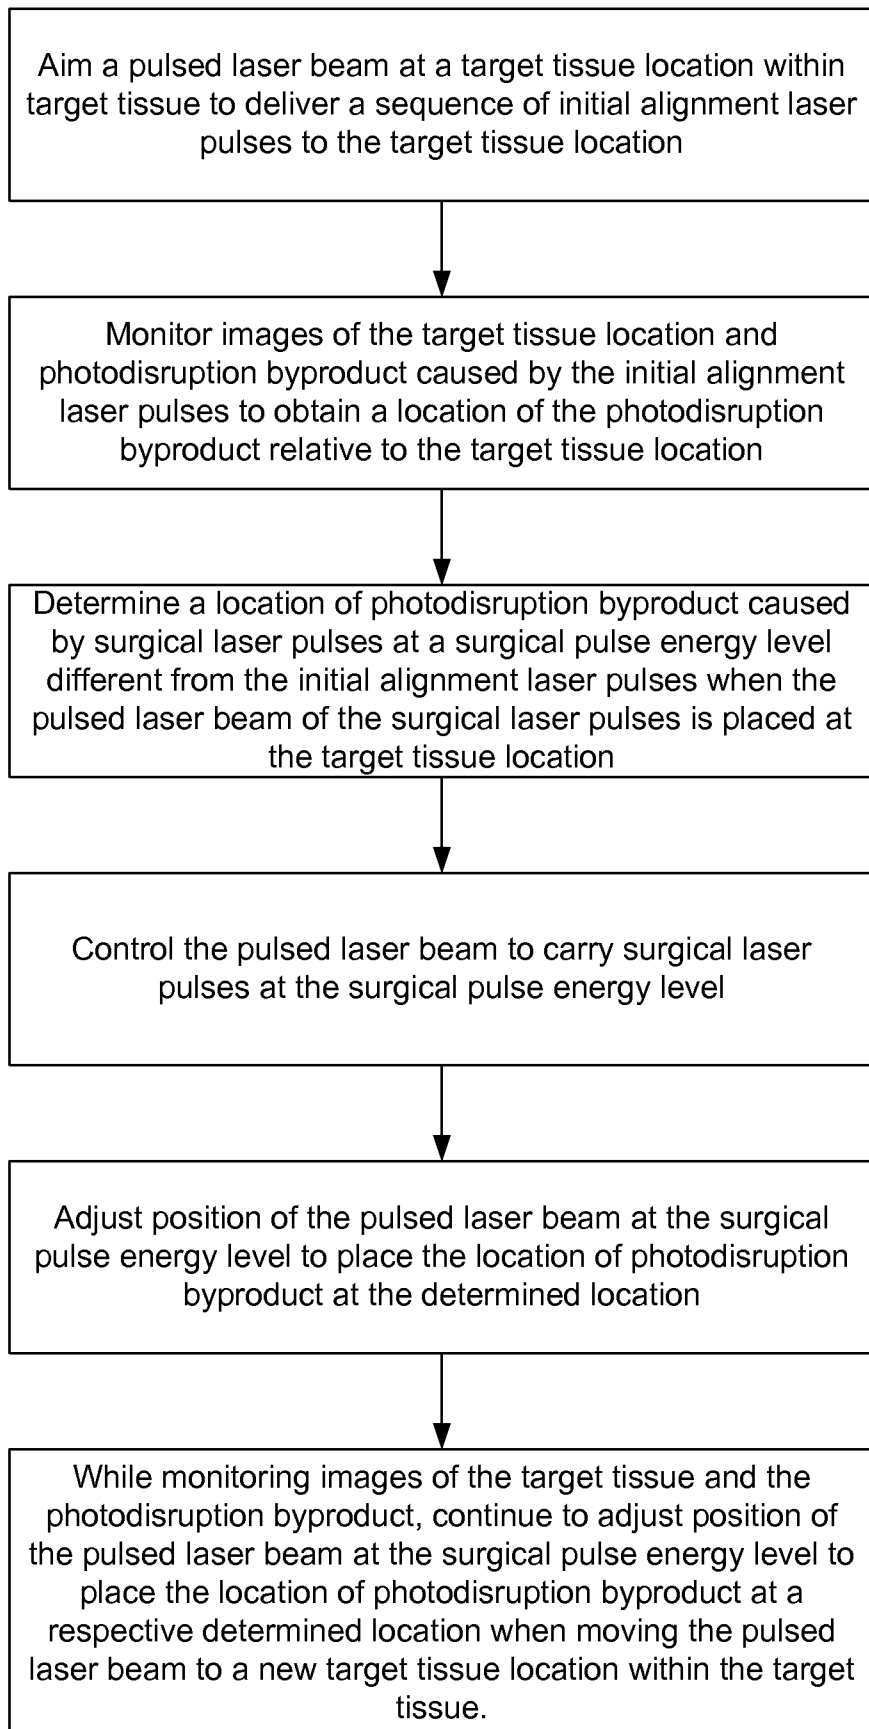 Aim a pulsed laser beam at a target tissue location within
target tissue to deliver a sequence of initial alignment laser
pulses to the target tissue location
Monitor images of the target tissue location and
photodisruption byproduct caused by the initial alignment
laser pulses to obtain a location of the photodisruption
byproduct relative to the target tissue location
Determine a location of photodisruption byproduct caused
by surgical laser pulses at a surgical pulse energy level
different from the initial alignment laser pulses when the
pulsed laser beam of the surgical laser pulses is placed at
the target tissue location
Control the pulsed laser beam to carry surgical laser
pulses at the surgical pulse energy level
Adjust position of the pulsed laser beam at the surgical
pulse energy level to place the location of photodisruption
byproduct at the determined location
While monitoring images of the target tissue and the
photodisruption byproduct, continue to adjust position of
the pulsed laser beam at the surgical pulse energy level to
place the location of photodisruption byproduct at a
respective determined location when moving the pulsed
laser beam to a new target tissue location within the target
tissue.